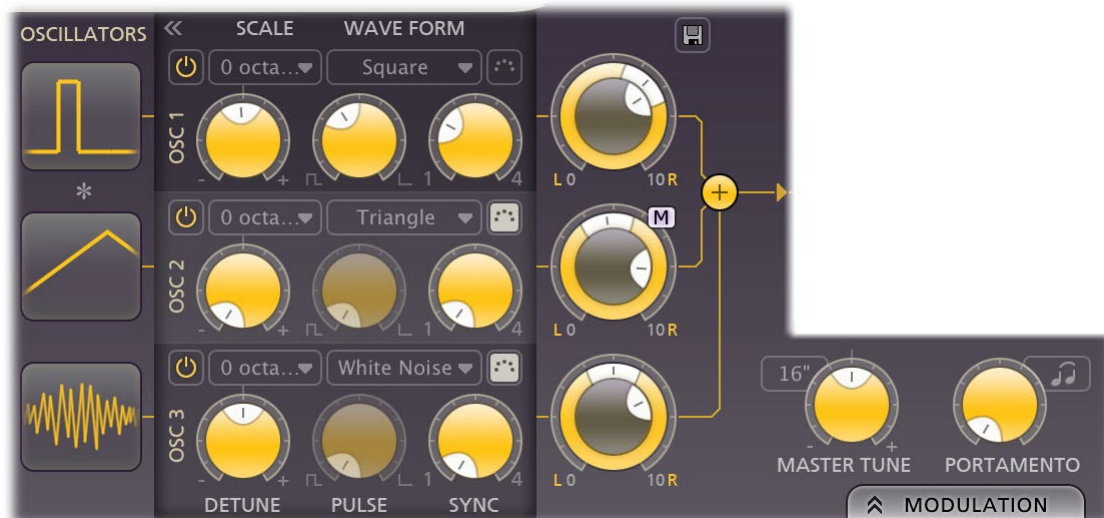 OSCILLATORS
« SCALE WAVE FORM
0 octa... Square
OSC 1
- + 1 4
L 0 10 R
*
0 octa... Triangle
M
+
OSC 2
- + 1 4
L 0 10 R
0 octa... White Noise
16"
OSC 3
- + 1 4
L 0 10 R
- +
DETUNE PULSE SYNC
MASTER TUNE PORTAMENTO
MODULATION